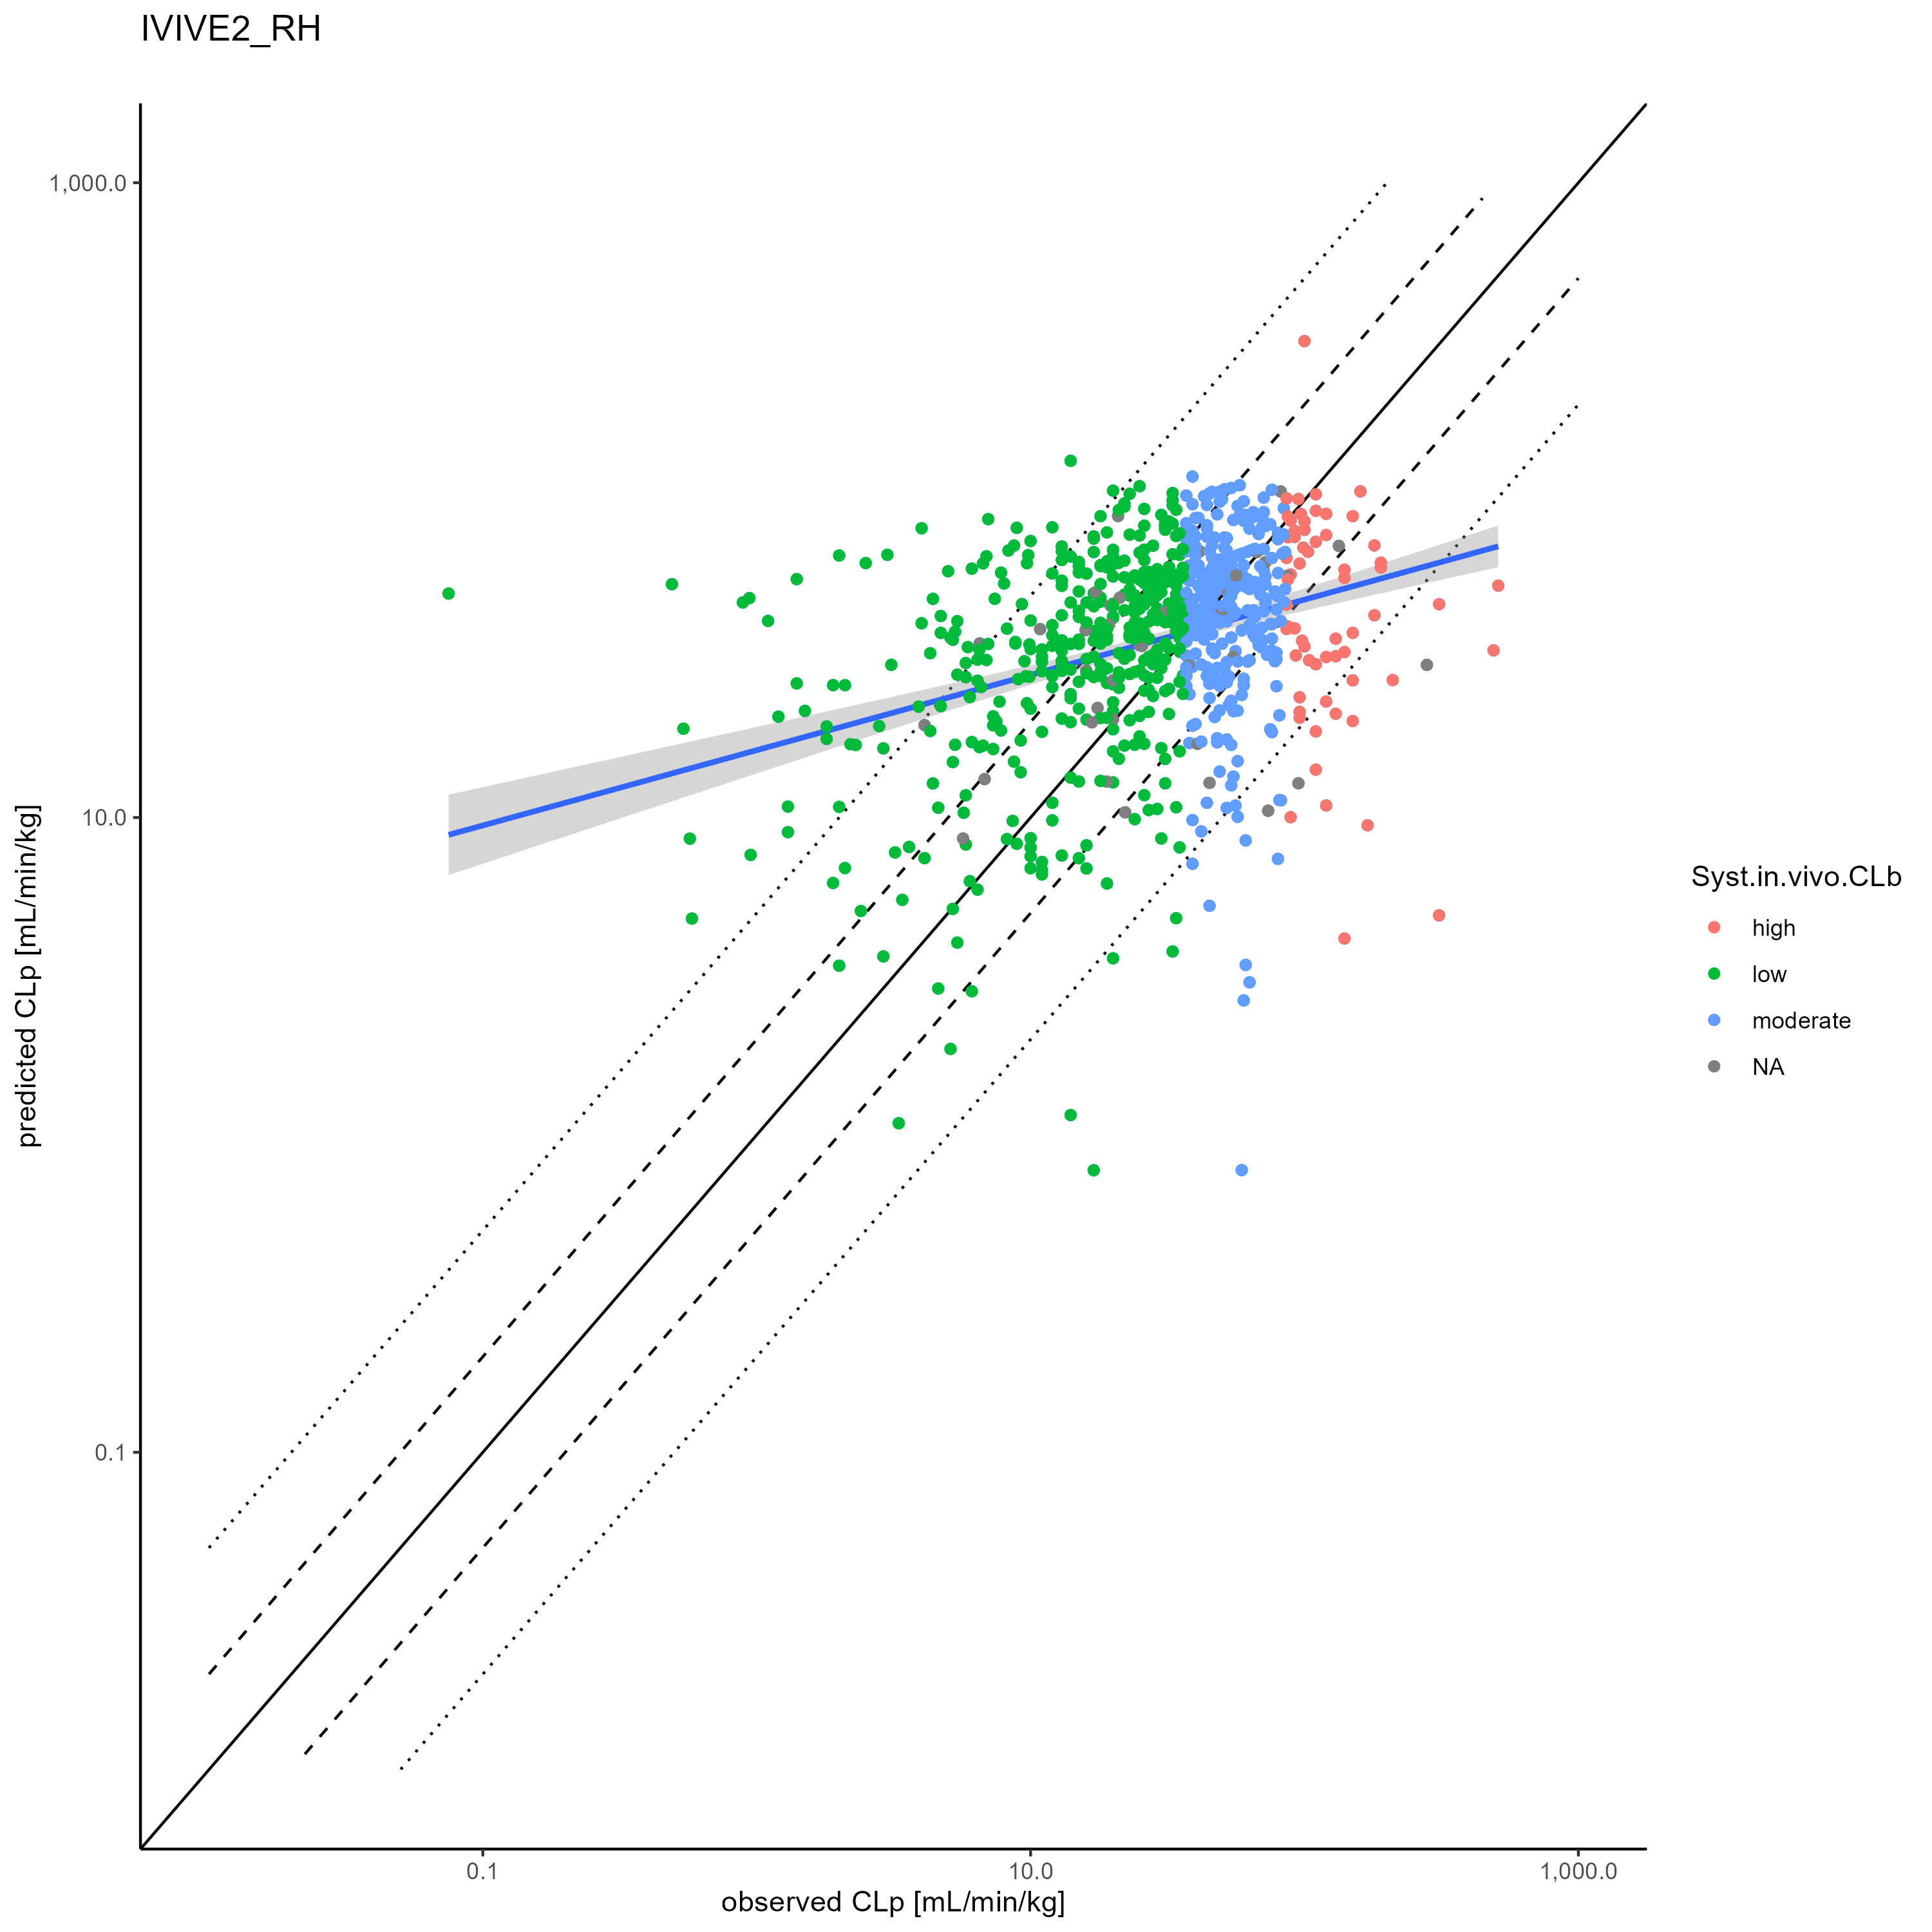 IVIVE2_RH
1,000.0
10.0
0.1
predicted CLp [mL/min/kg]
0.1
10.0
1,000.0
observed CLp [mL/min/kg]
Syst.in.vivo.CLb
high
low
moderate
NA